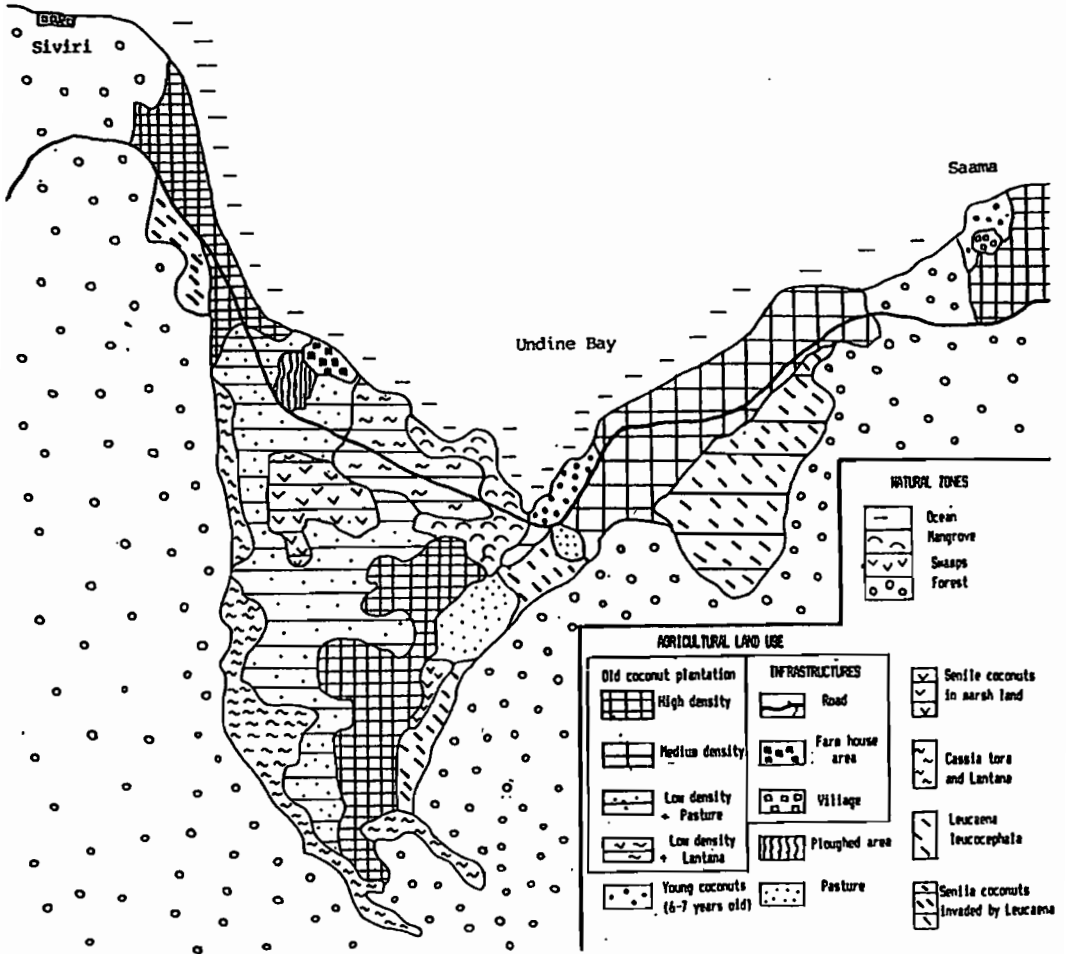 Siviri
Saama
Undine Bay
NATURAL ZONES
Ocean
Mangrove
Swaaps
Forest
AGRICULTURAL LAND USE
Old coconut plantation
High density
Medium density
Low density
+ Pasture
Low density
+ Lantana
Young coconuts
(6-7 years old)
INFRASTRUCTURES
Road
Farm house
area
Village
Ploughed area
Pasture
Senile coconuts
in marsh land
Cassia tora
and Lantana
Leucaena
leucocephala
Senile coconuts
invaded by Leucaena